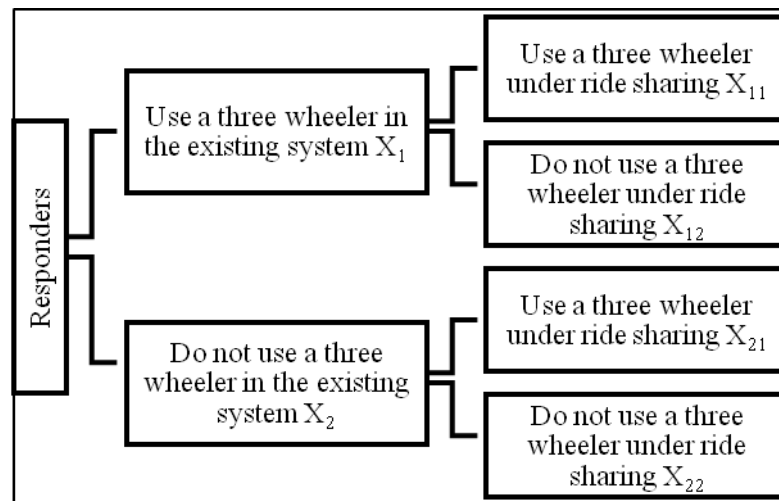 Responders
Use a three wheeler in
the existing system X₁
Do not use a three
wheeler in the existing
system X₂
Use a three wheeler
under ride sharing X₁₁
Do not use a three
wheeler under ride
sharing X₁₂
Use a three wheeler
under ride sharing X₂₁
Do not use a three
wheeler under ride
sharing X₂₂